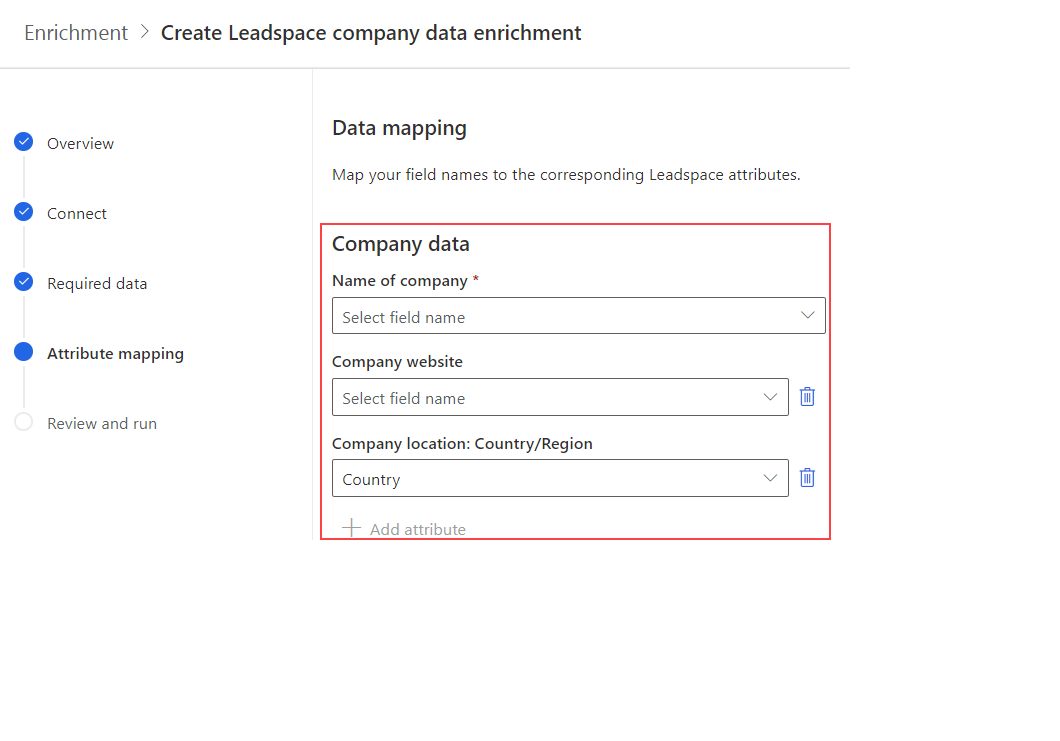 Enrichment > Create Leadspace company data enrichment
Overview
Connect
Required data
Attribute mapping
Review and run
Data mapping
Map your field names to the corresponding Leadspace attributes.
Company data
Name of company *
Select field name
Company website
Select field name
Company location: Country/Region
Country
Add attribute